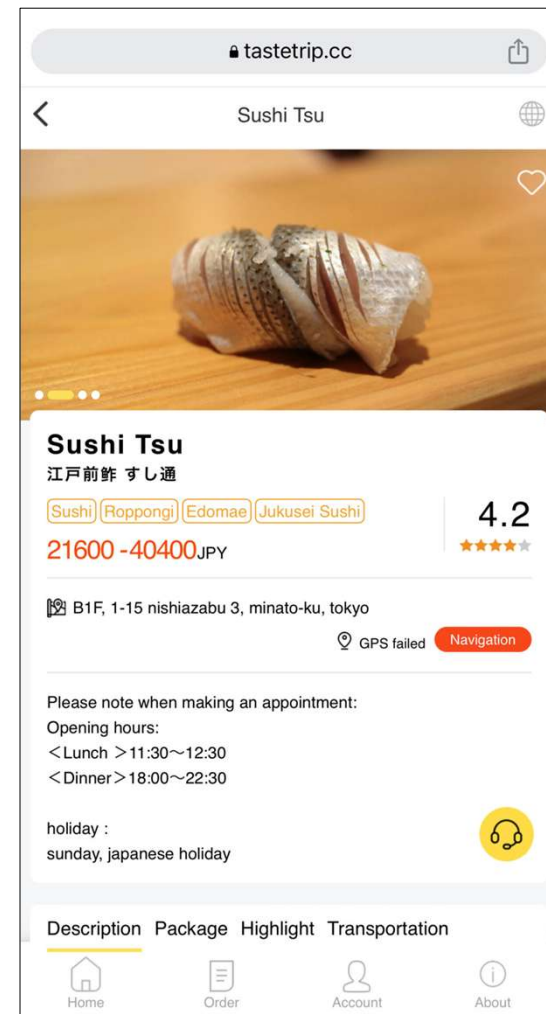 tastetrip.cc
Sushi Tsu
Sushi Tsu
江戸前鮓 すし通
Sushi Roppongi Edomae Jukusei Sushi
4.2
21600 -40400JPY
B1F, 1-15 nishiazabu 3, minato-ku, tokyo
GPS failed Navigation
Please note when making an appointment:
Opening hours:
＜Lunch ＞11:30～12:30
＜Dinner＞18:00～22:30
holiday :
sunday, japanese holiday
Description Package Highlight Transportation
Home Order Account About